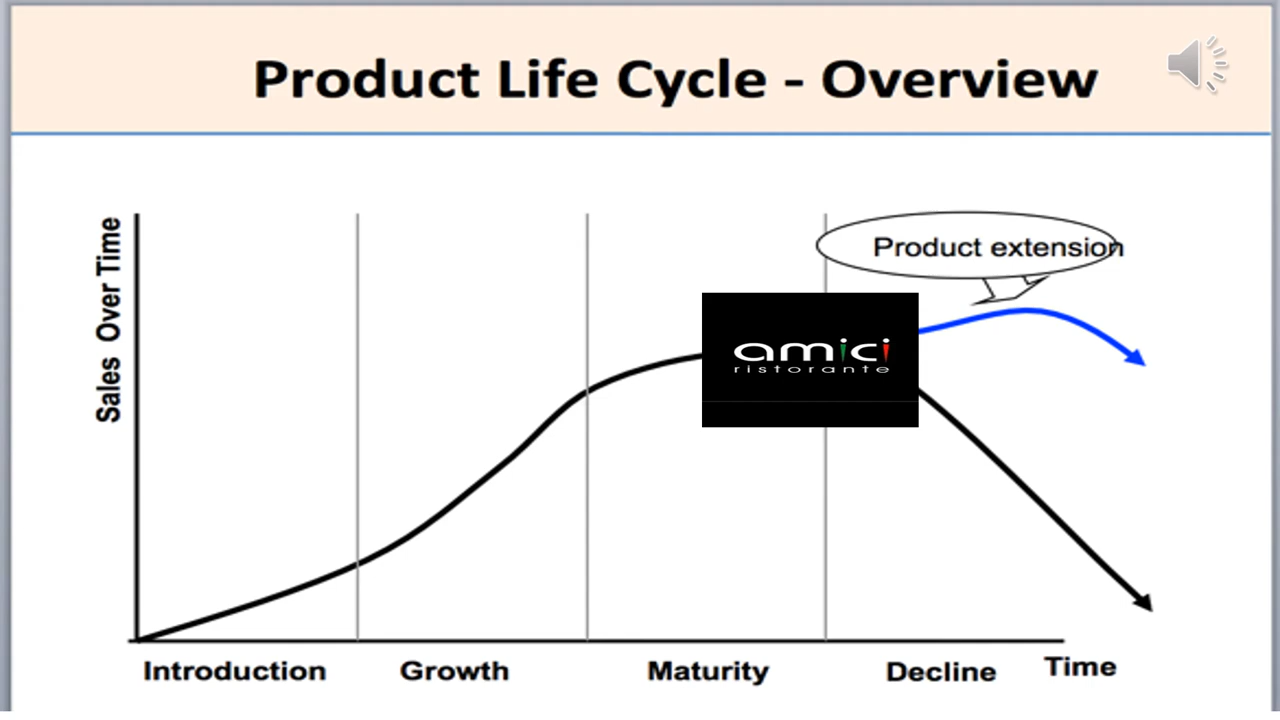 Product Life Cycle - Overview
Sales Over Time
Product extension
amici
ristorante
Introduction
Growth
Maturity
Decline
Time